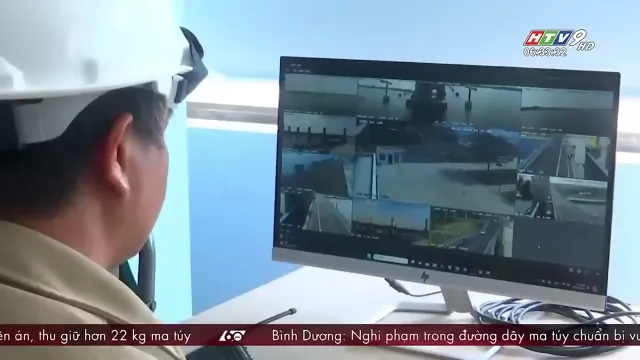 HTV9 HD
06:33:32
hp
ên án, thu giữ hơn 22 kg ma túy 60 Bình Dương: Nghi phạm trong đường dây ma túy chuẩn bị v